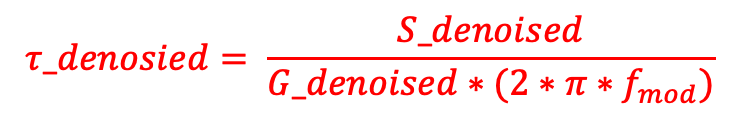 τ_denosied = S_denoised / G_denoised * (2 * π * f_mod)